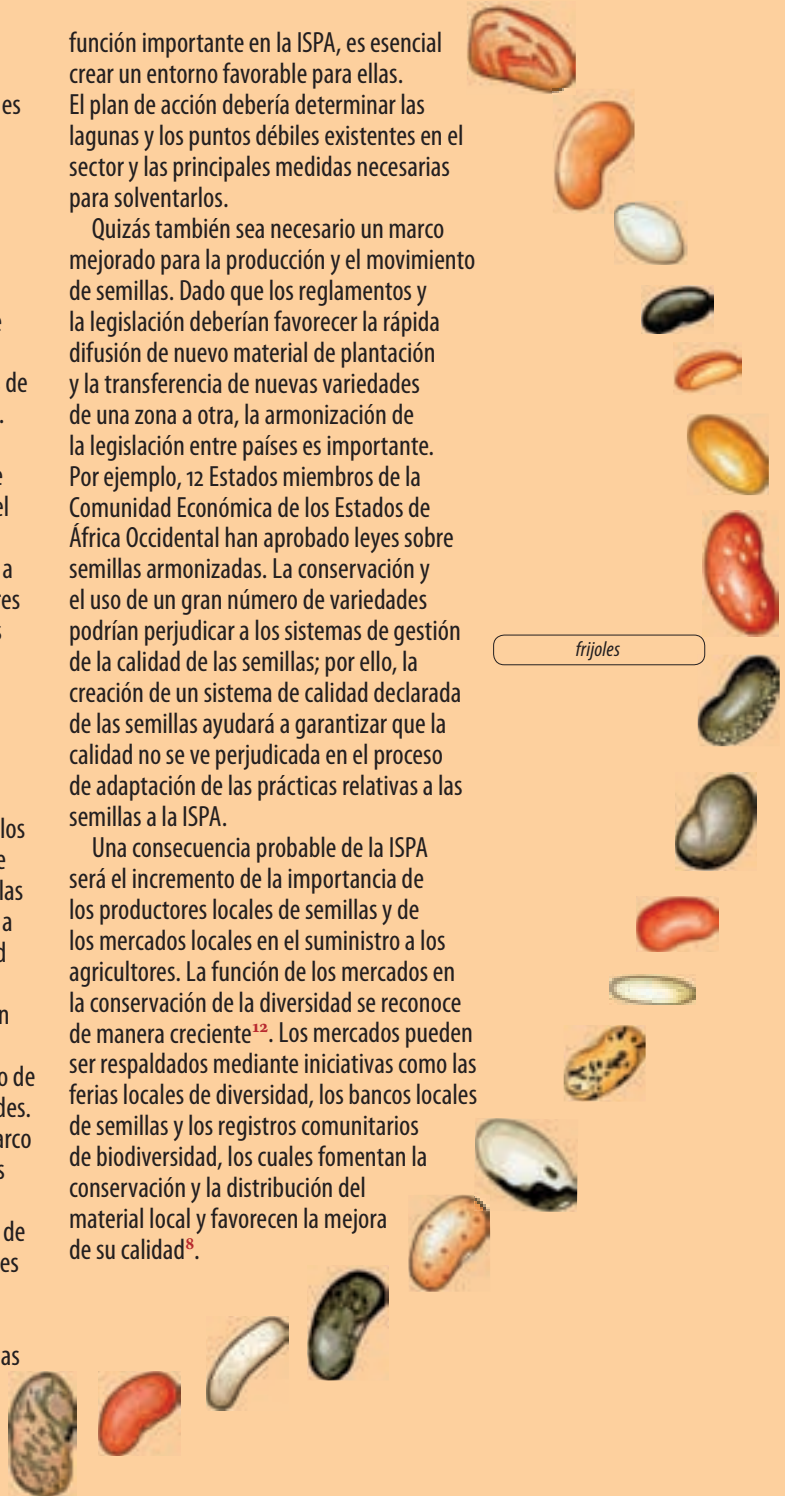 es
de
.
el
a
res
s
los
e
las
a
d
n
o de
des.
arco
s
de
es
as
función importante en la ISPA, es esencial
crear un entorno favorable para ellas.
El plan de acción debería determinar las
lagunas y los puntos débiles existentes en el
sector y las principales medidas necesarias
para solventarlos.
Quizás también sea necesario un marco
mejorado para la producción y el movimiento
de semillas. Dado que los reglamentos y
la legislación deberían favorecer la rápida
difusión de nuevo material de plantación
y la transferencia de nuevas variedades
de una zona a otra, la armonización de
la legislación entre países es importante.
Por ejemplo, 12 Estados miembros de la
Comunidad Económica de los Estados de
África Occidental han aprobado leyes sobre
semillas armonizadas. La conservación y
el uso de un gran número de variedades
podrían perjudicar a los sistemas de gestión
de la calidad de las semillas; por ello, la
creación de un sistema de calidad declarada
de las semillas ayudará a garantizar que la
calidad no se ve perjudicada en el proceso
de adaptación de las prácticas relativas a las
semillas a la ISPA.
Una consecuencia probable de la ISPA
será el incremento de la importancia de
los productores locales de semillas y de
los mercados locales en el suministro a los
agricultores. La función de los mercados en
la conservación de la diversidad se reconoce
de manera creciente12. Los mercados pueden
ser respaldados mediante iniciativas como las
ferias locales de diversidad, los bancos locales
de semillas y los registros comunitarios
de biodiversidad, los cuales fomentan la
conservación y la distribución del
material local y favorecen la mejora
de su calidad8.
frijoles